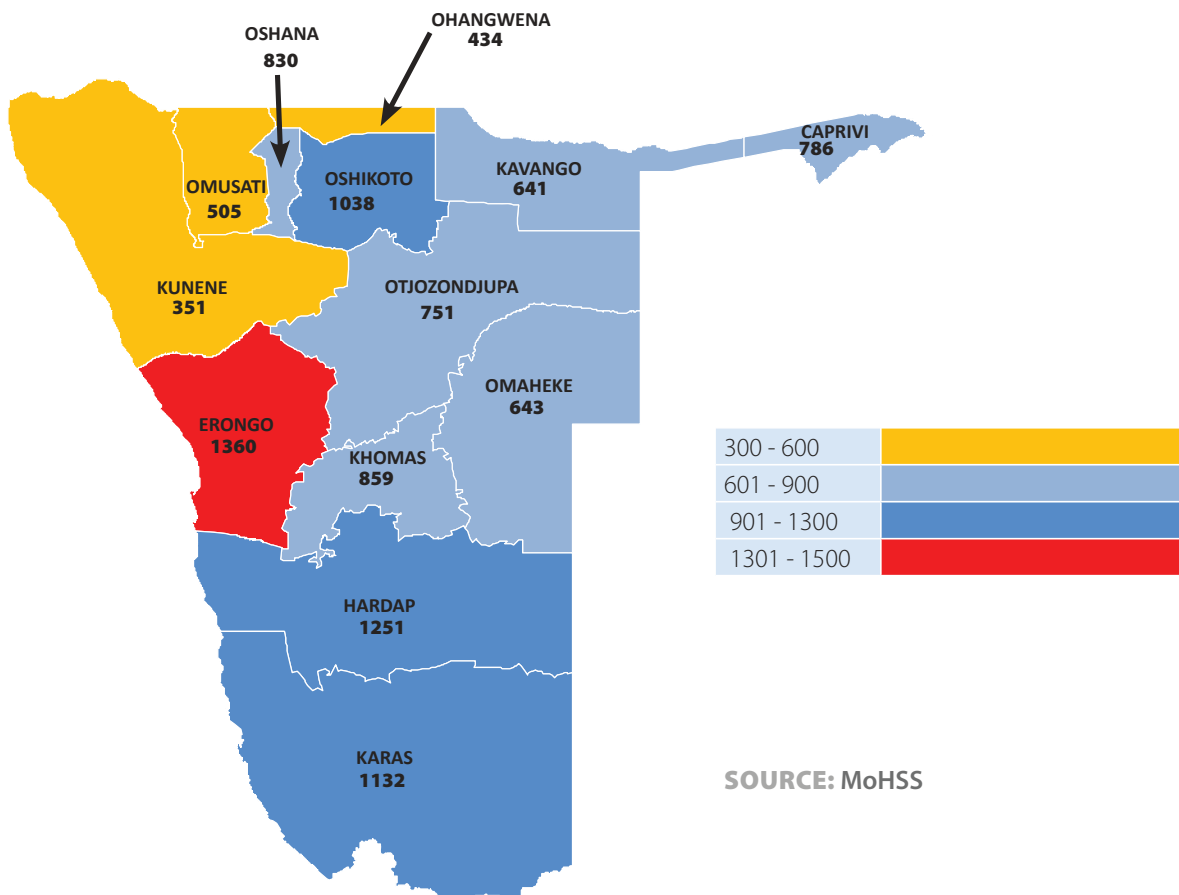 OHANGWENA
434
OSHANA
830
CAPRIVI
786
KAVANGO
641
OMUSATI
505
OSHIKOTO
1038
KUNENE
351
OTJOZONDJUPA
751
OMAHEKE
643
ERONGO
1360
KHOMAS
859
300 - 600
601 - 900
901 - 1300
1301 - 1500
HARDAP
1251
KARAS
1132
SOURCE: MoHSS